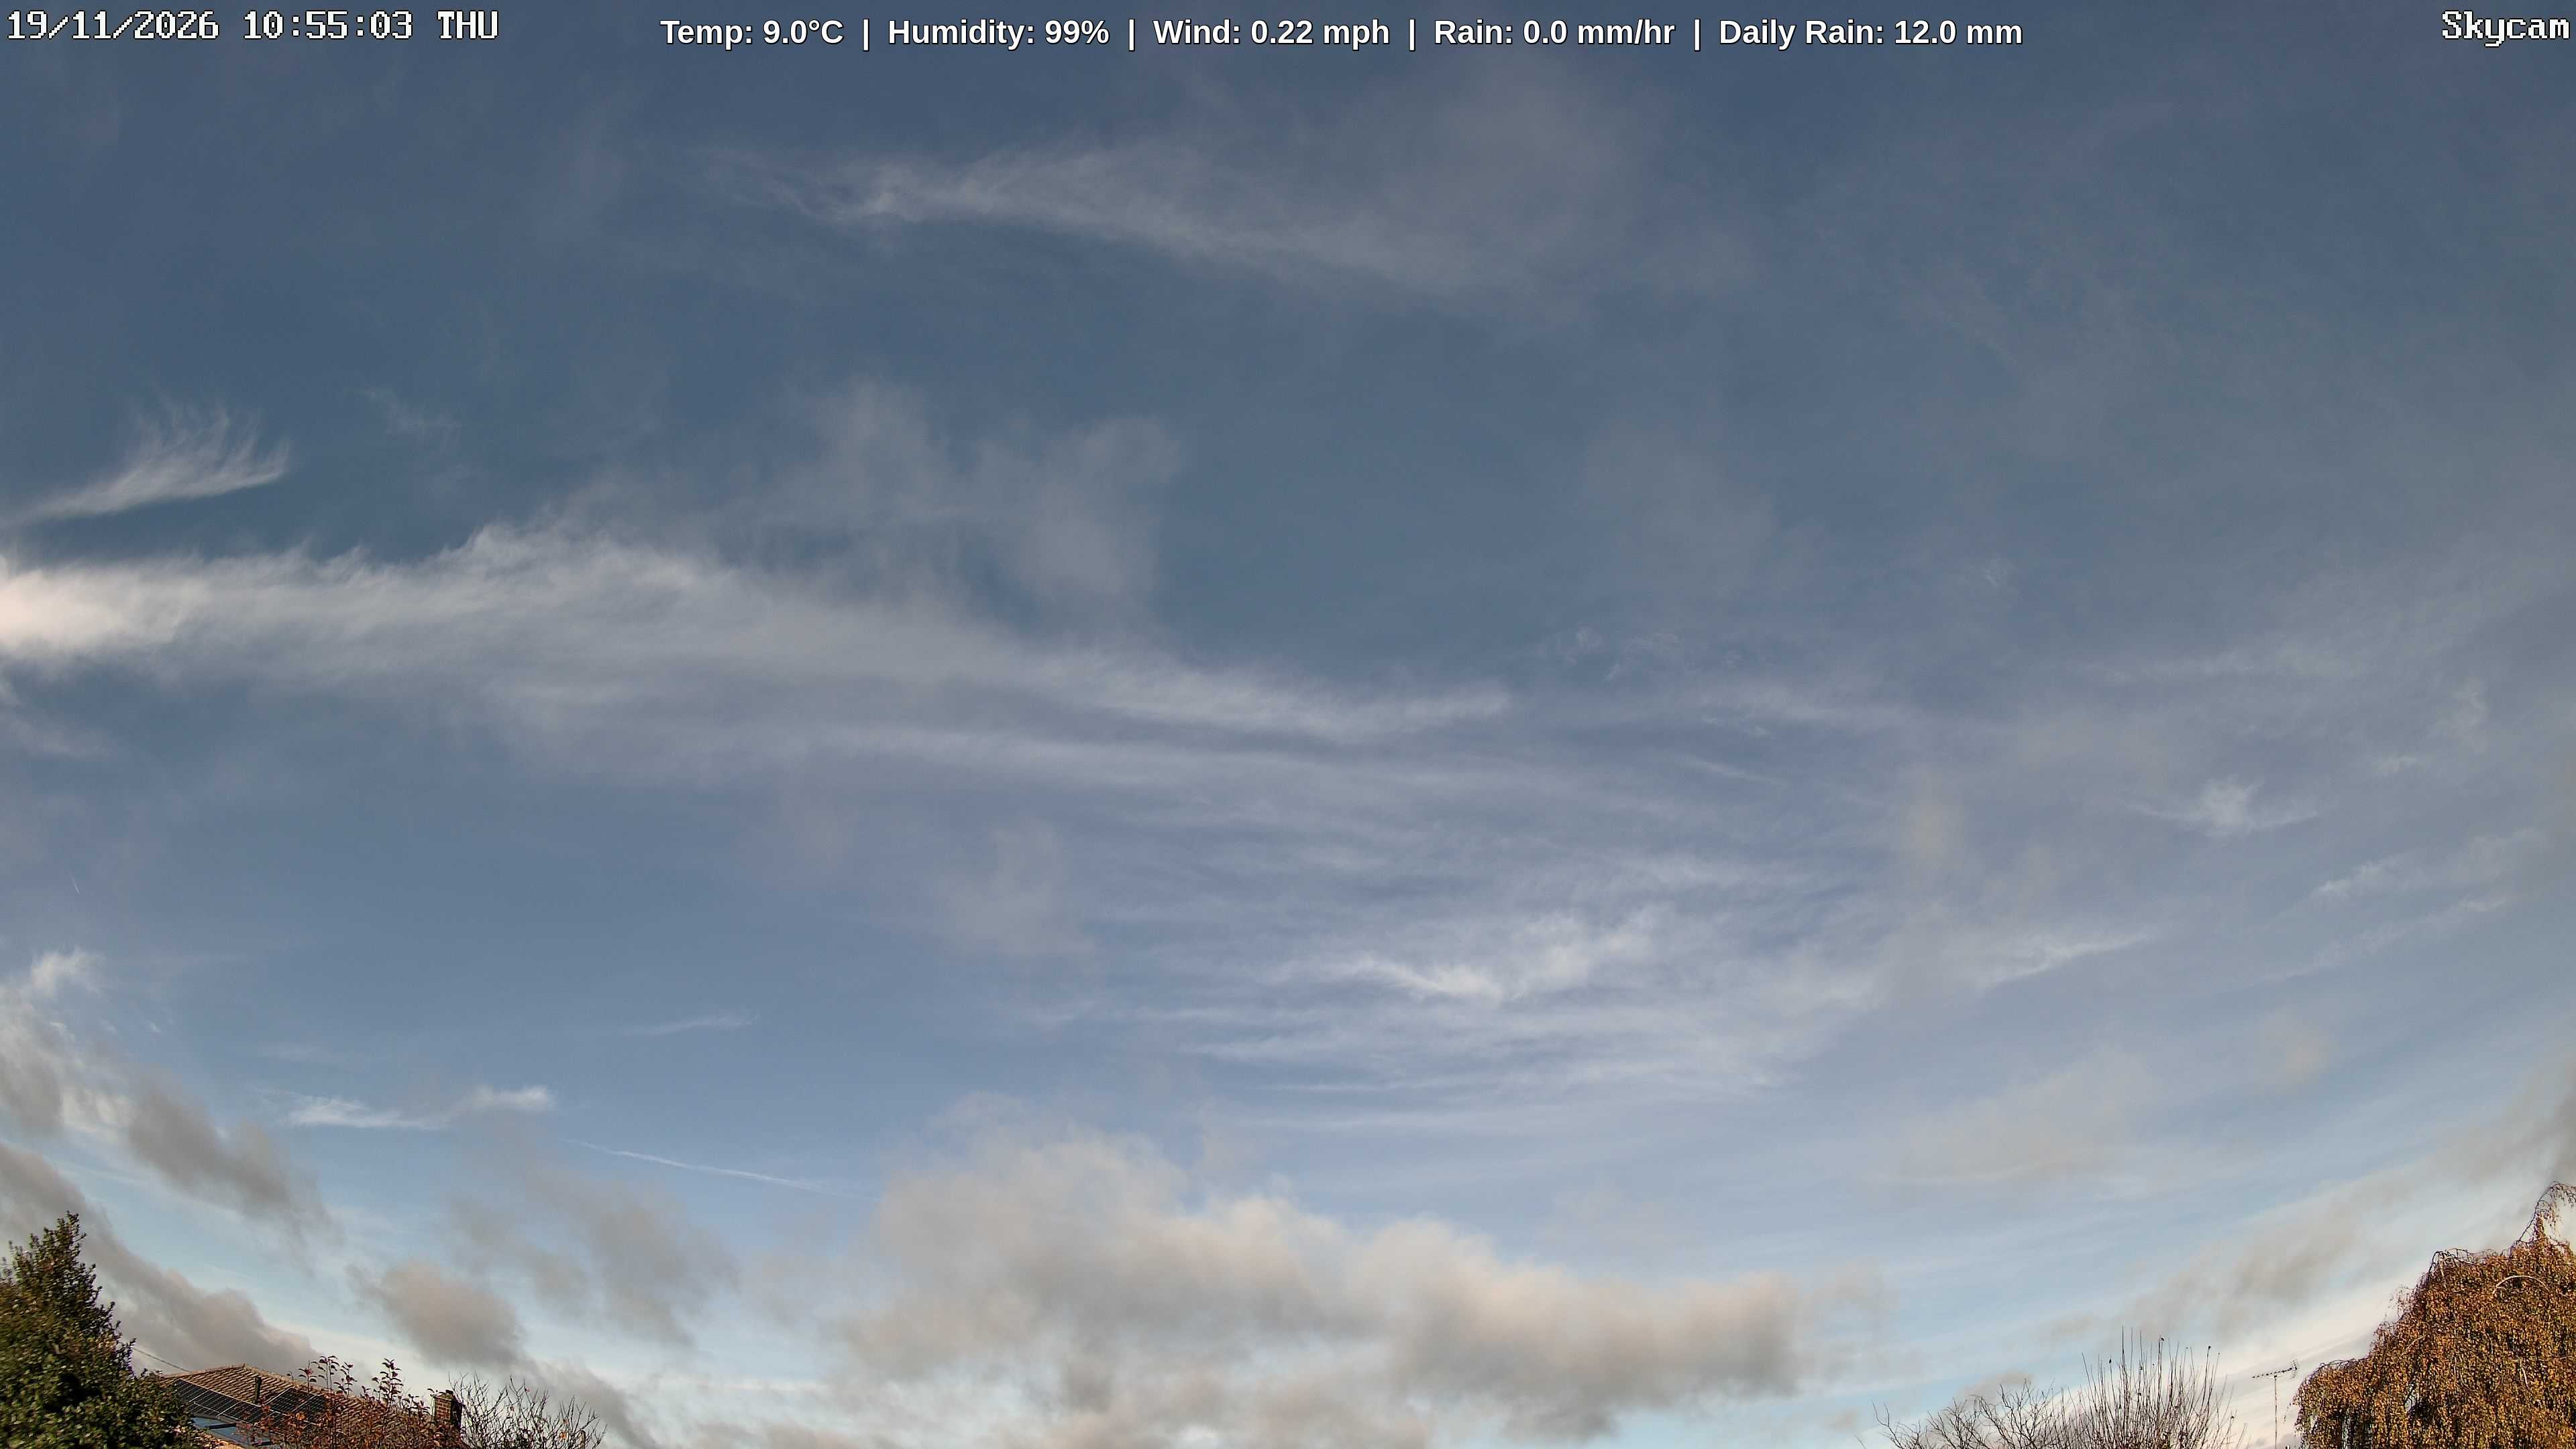 19/11/2026 10:55:03 THU
Temp: 9.0°C | Humidity: 99% | Wind: 0.22 mph | Rain: 0.0 mm/hr | Daily Rain: 12.0 mm
Skycam